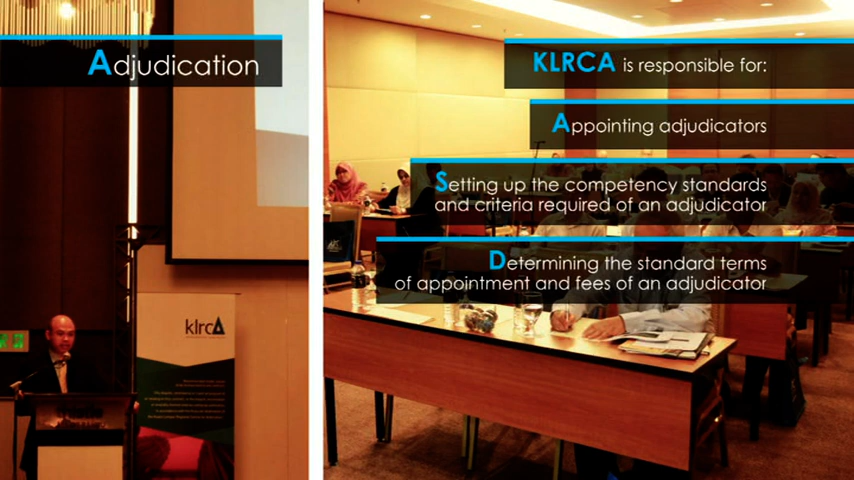 Adjudication
KLRCA is responsible for:
Appointing adjudicators
Setting up the competency standards
and criteria required of an adjudicator
Determining the standard terms
of appointment and fees of an adjudicator
klrcA